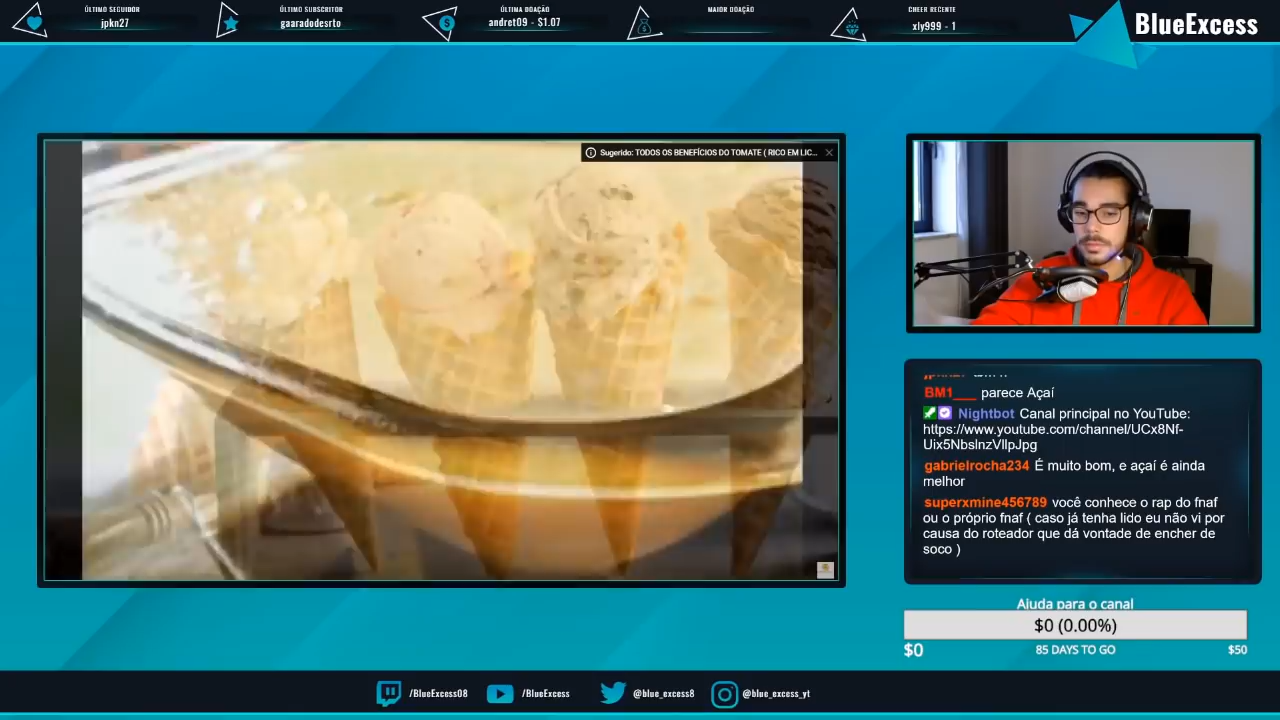 ÚLTIMO SEGUIDOR
jpkn27
ÚLTIMO SUBSCRITOR
gaaradodesrto
ÚLTIMA DOAÇÃO
andret09 - $1.07
MAIOR DOAÇÃO
CHEER RECENTE
xly999 - 1
BlueExcess
Sugerido: TODOS OS BENEFÍCIOS DO TOMATE ( RICO EM LIC...
BM1___ parece Açaí
Nightbot Canal principal no YouTube:
https://www.youtube.com/channel/UCx8Nf-
Uix5NbslnzVllpJpg
gabrielrocha234 É muito bom, e açaí é ainda
melhor
superxmine456789 você conhece o rap do fnaf
ou o próprio fnaf ( caso já tenha lido eu não vi por
causa do roteador que dá vontade de encher de
soco )
Ajuda para o canal
$0 (0.00%)
$0 85 DAYS TO GO $50
/BlueExcess08 /BlueExcess @blue_excess8 @blue_excess_yt